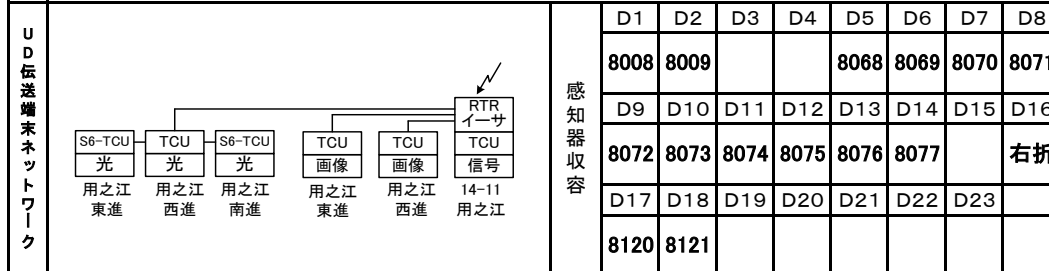 UD伝送端末ネットワーク
RTR
イーサ
S6-TCU TCU S6-TCU TCU TCU TCU
光 光 光 画像 画像 信号
用之江 用之江 用之江 用之江 用之江 14-11
東進 西進 南進 東進 西進 用之江
感知器収容
D1 D2 D3 D4 D5 D6 D7 D8
8008 8009 8068 8069 8070 8071
D9 D10 D11 D12 D13 D14 D15 D16
8072 8073 8074 8075 8076 8077 右折
D17 D18 D19 D20 D21 D22 D23
8120 8121